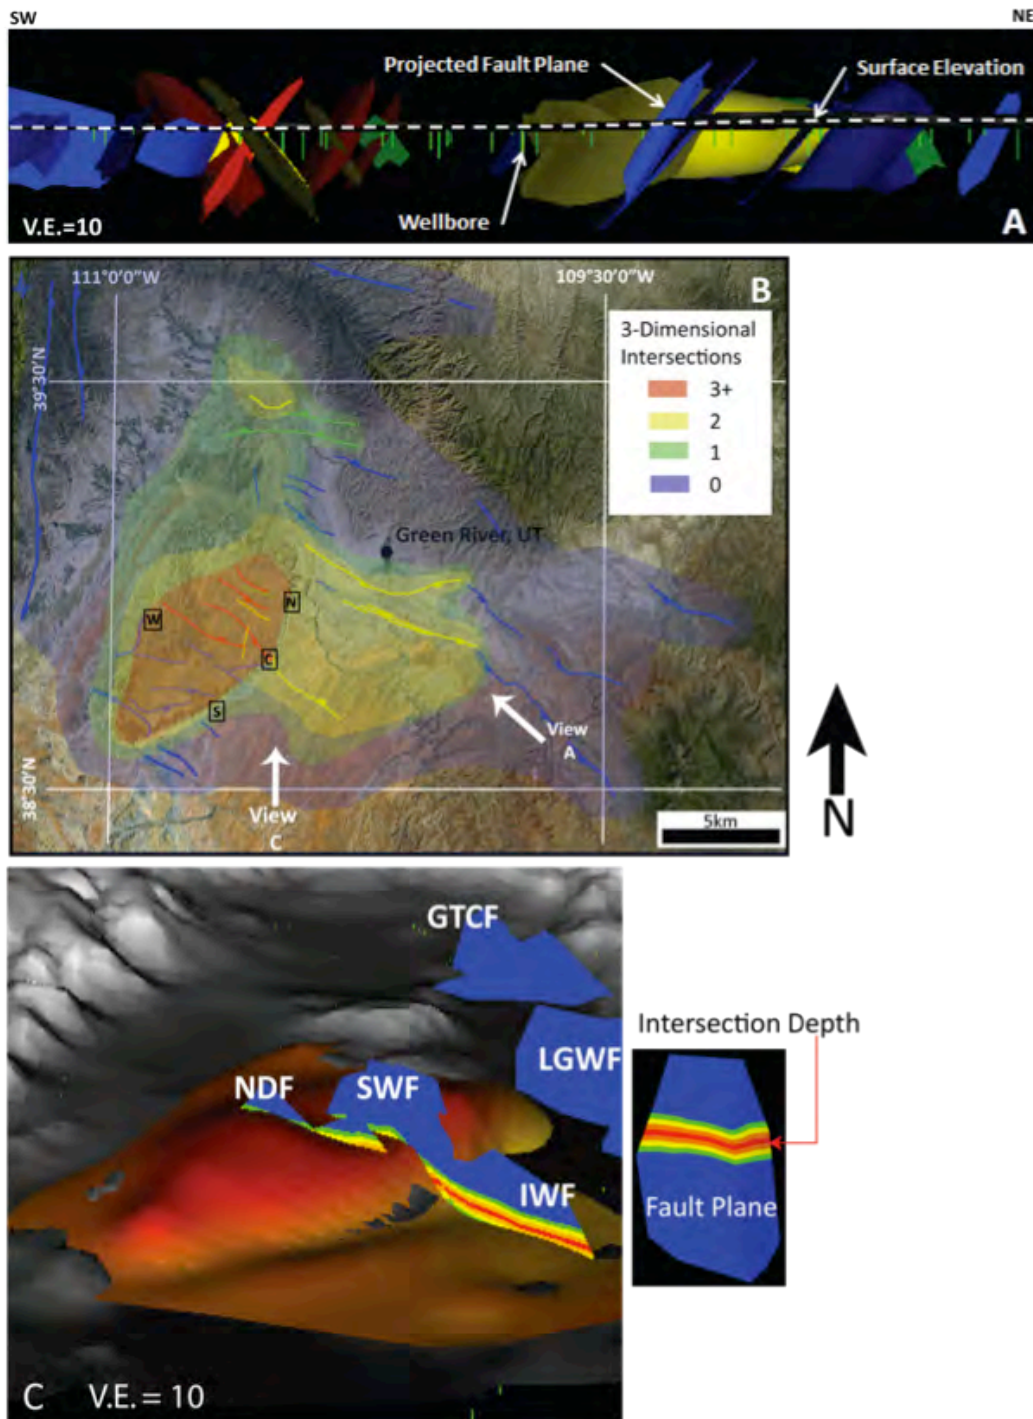 SW
NE
Projected Fault Plane
Surface Elevation
Wellbore
V.E.=10
A
111°0'0"W
109°30'0"W
B
3-Dimensional
Intersections
3+
2
1
0
39°30'N
Green River, UT
W
N
C
S
View
A
View
C
38°30'N
5km
N
GTCF
Intersection Depth
LGWF
NDF
SWF
IWF
Fault Plane
C
V.E. = 10